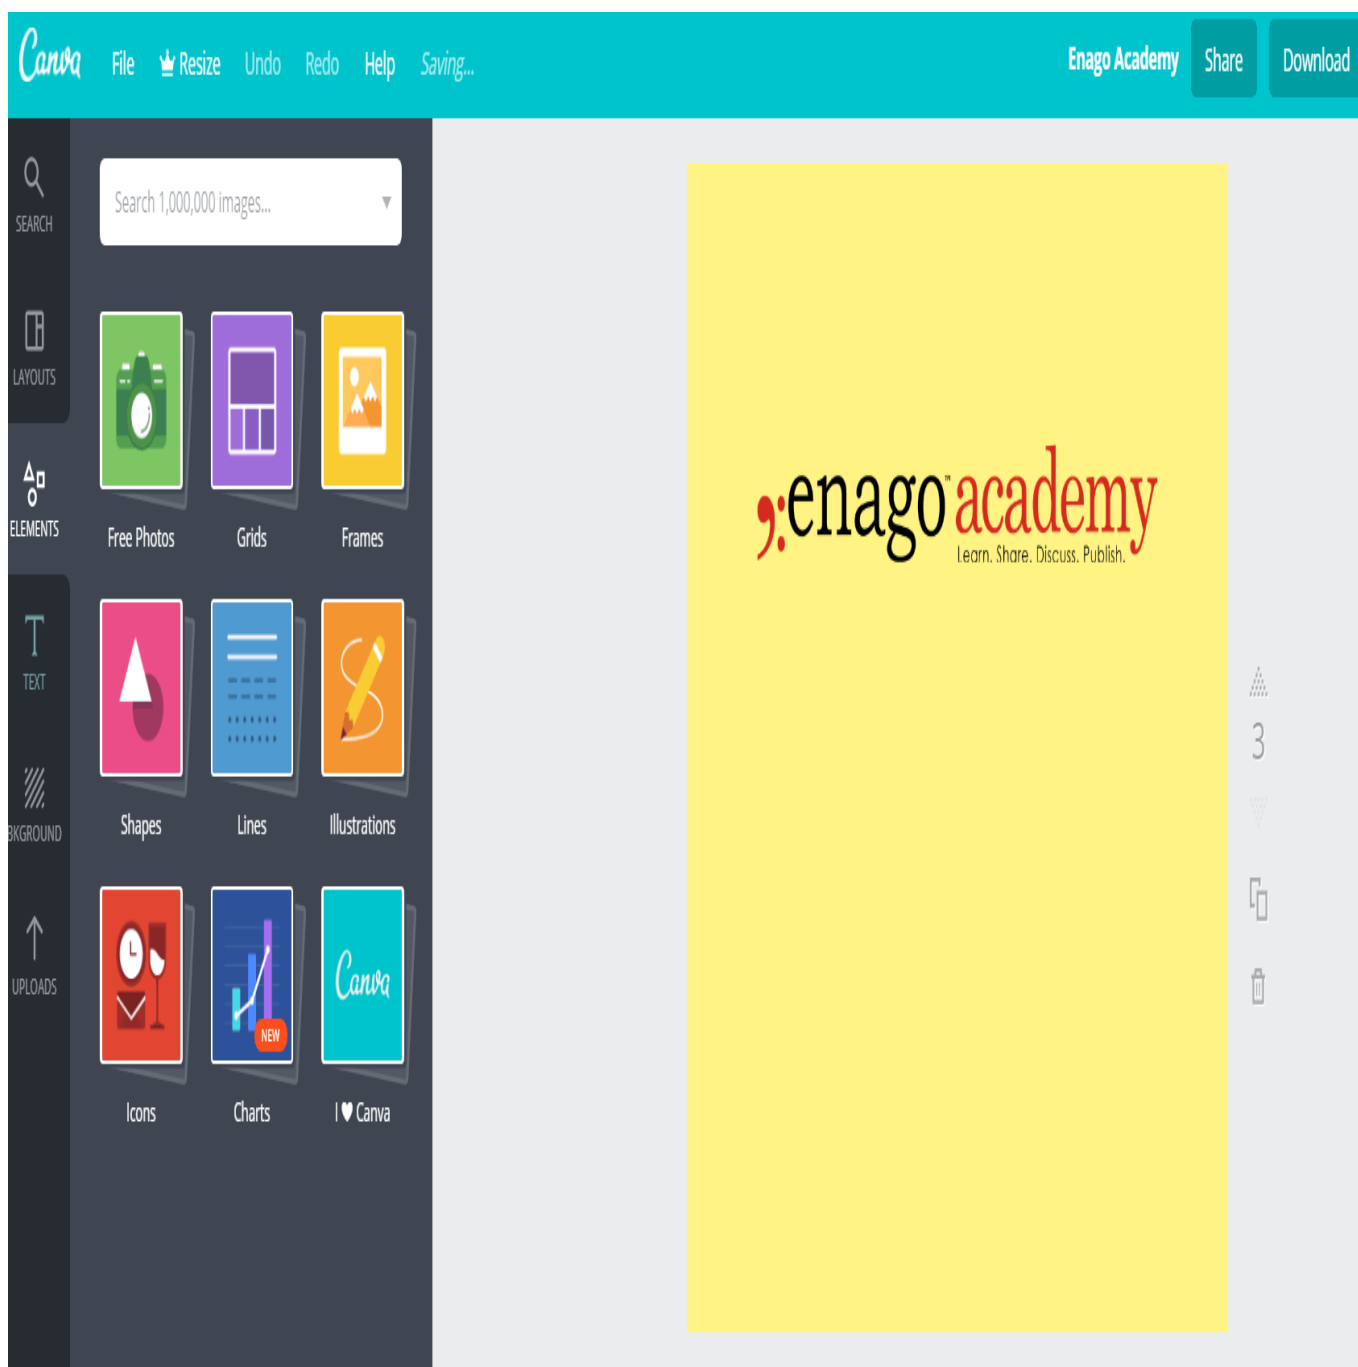 Canva File Resize Undo Redo Help Saving... Enago Academy Share Download
SEARCH
LAYOUTS
ELEMENTS
TEXT
BKGROUND
UPLOADS
Search 1,000,000 images...
Free Photos Grids Frames
Shapes Lines Illustrations
NEW
Canva
Icons Charts I ♥ Canva
enago™ academy
Learn. Share. Discuss. Publish.
3